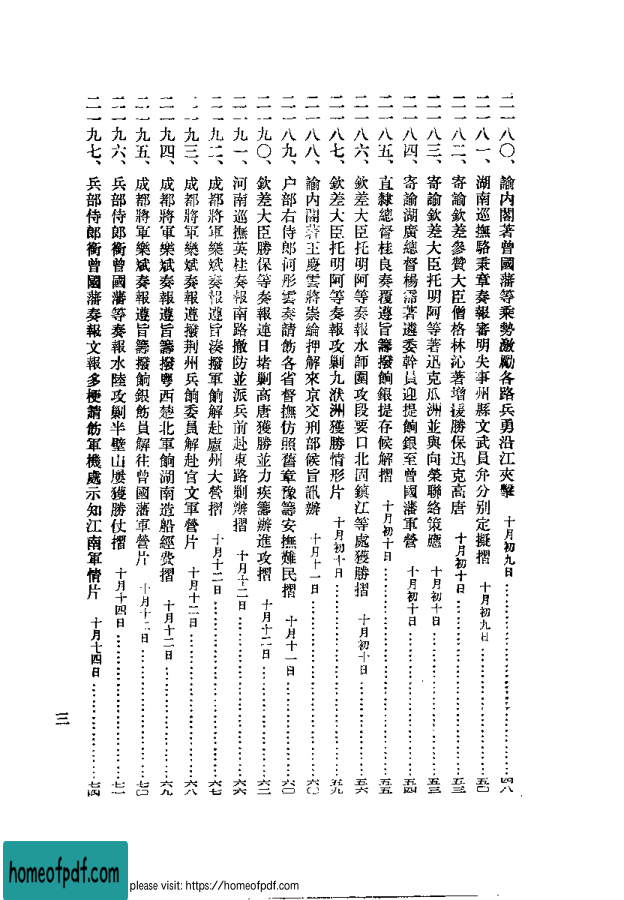 二一八〇、諭內閣著曾國藩等乘勢激勵各路兵勇沿江夾擊 十月初九日 四八
二一八一、湖南巡撫駱秉章奏報審明失事州縣文武員弁分別定擬摺 十月初九日 五〇
二一八二、寄諭欽差參贊大臣僧格林沁著增援勝保迅克高唐 十月初十日 五三
二一八三、寄諭欽差大臣托明阿等著迅克瓜洲並與向榮聯絡策應 十月初十日 五三
二一八四、寄諭湖廣總督楊霈著遴委幹員迎提餉銀至曾國藩軍營 十月初十日 五四
二一八五、直隸總督桂良奏覆遵旨籌撥餉銀提存候解摺 十月初十日 五五
二一八六、欽差大臣托明阿等奏報水師圍攻段要口北固鎮江等處獲勝摺 十月初十日 五六
二一八七、欽差大臣托明阿等奏報攻剿九洑洲獲勝情形片 十月初十日 五九
二一八八、諭內閣著王慶雲將崇綸押解來京交刑部候旨訊辦 十月十一日 六〇
二一八九、户部右侍郎何彤雲奏請飭各省督撫仿照舊章豫籌安撫難民摺 十月十一日 六〇
二一九〇、欽差大臣勝保等奏報連日堵剿高唐獲勝並力疾籌辦進攻摺 十月十二日 六二
二一九一、河南巡撫英桂奏報南路撤防並派兵前赴東路剿辦摺 十月十二日 六六
二一九二、成都將軍樂斌奏報遵旨湊撥軍餉解赴廬州大營摺 十月十二日 六七
二一九三、成都將軍樂斌奏報遵撥荆州兵餉委員解赴官文軍營片 十月十二日 六八
二一九四、成都將軍樂斌奏報遵旨籌撥粵西楚北軍餉湖南造船經費摺 十月十二日 六九
二一九五、成都將軍樂斌奏報遵旨籌撥餉銀飭員解往曾國藩軍營片 十月十二日 七〇
二一九六、兵部侍郎銜曾國藩等奏報水陸攻剿半壁山屢獲勝仗摺 十月十四日 七一
二一九七、兵部侍郎銜曾國藩奏報文報多梗請飭軍機處示知江南軍情片 十月十四日 七四
三
homeofpdf.com
please visit: https://homeofpdf.com